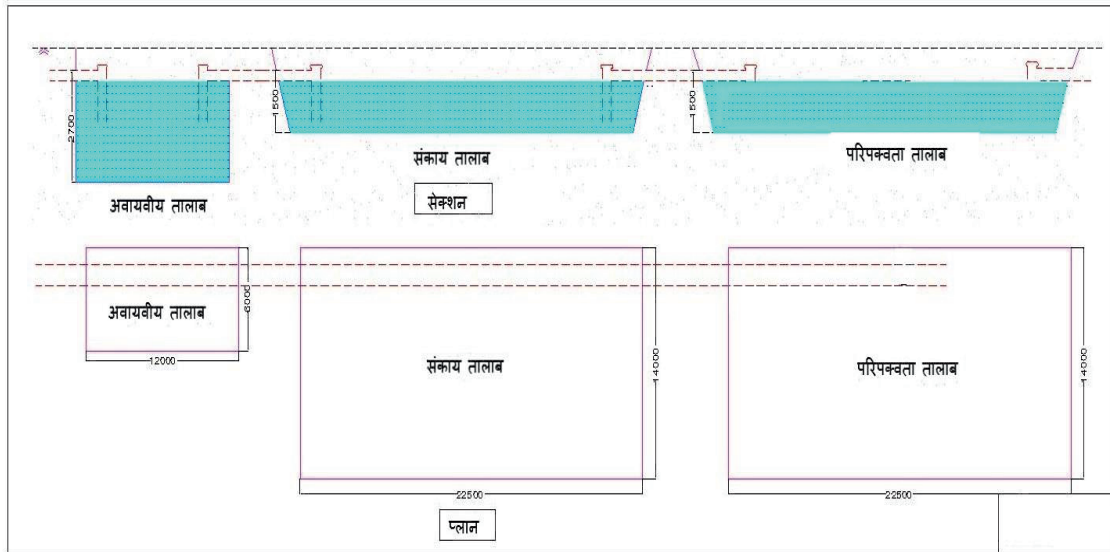 2700
1500
1500
अवायवीय तालाब
संकाय तालाब
परिपक्वता तालाब
सेक्शन
अवायवीय तालाब
6000
12000
संकाय तालाब
14000
22500
परिपक्वता तालाब
14000
22500
प्लान